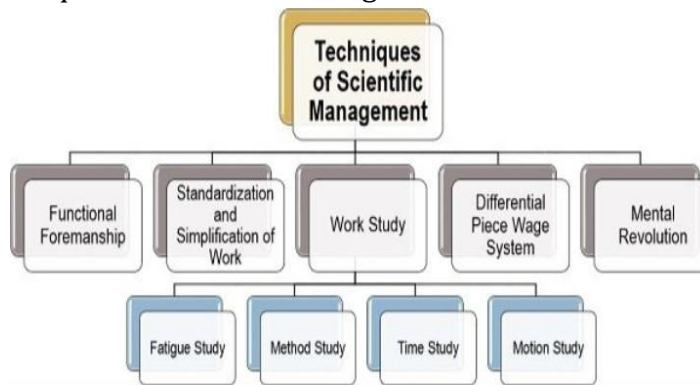 Techniques
of Scientific
Management
Functional
Foremanship
Standardization
and
Simplification of
Work
Work Study
Differential
Piece Wage
System
Mental
Revolution
Fatigue Study
Method Study
Time Study
Motion Study